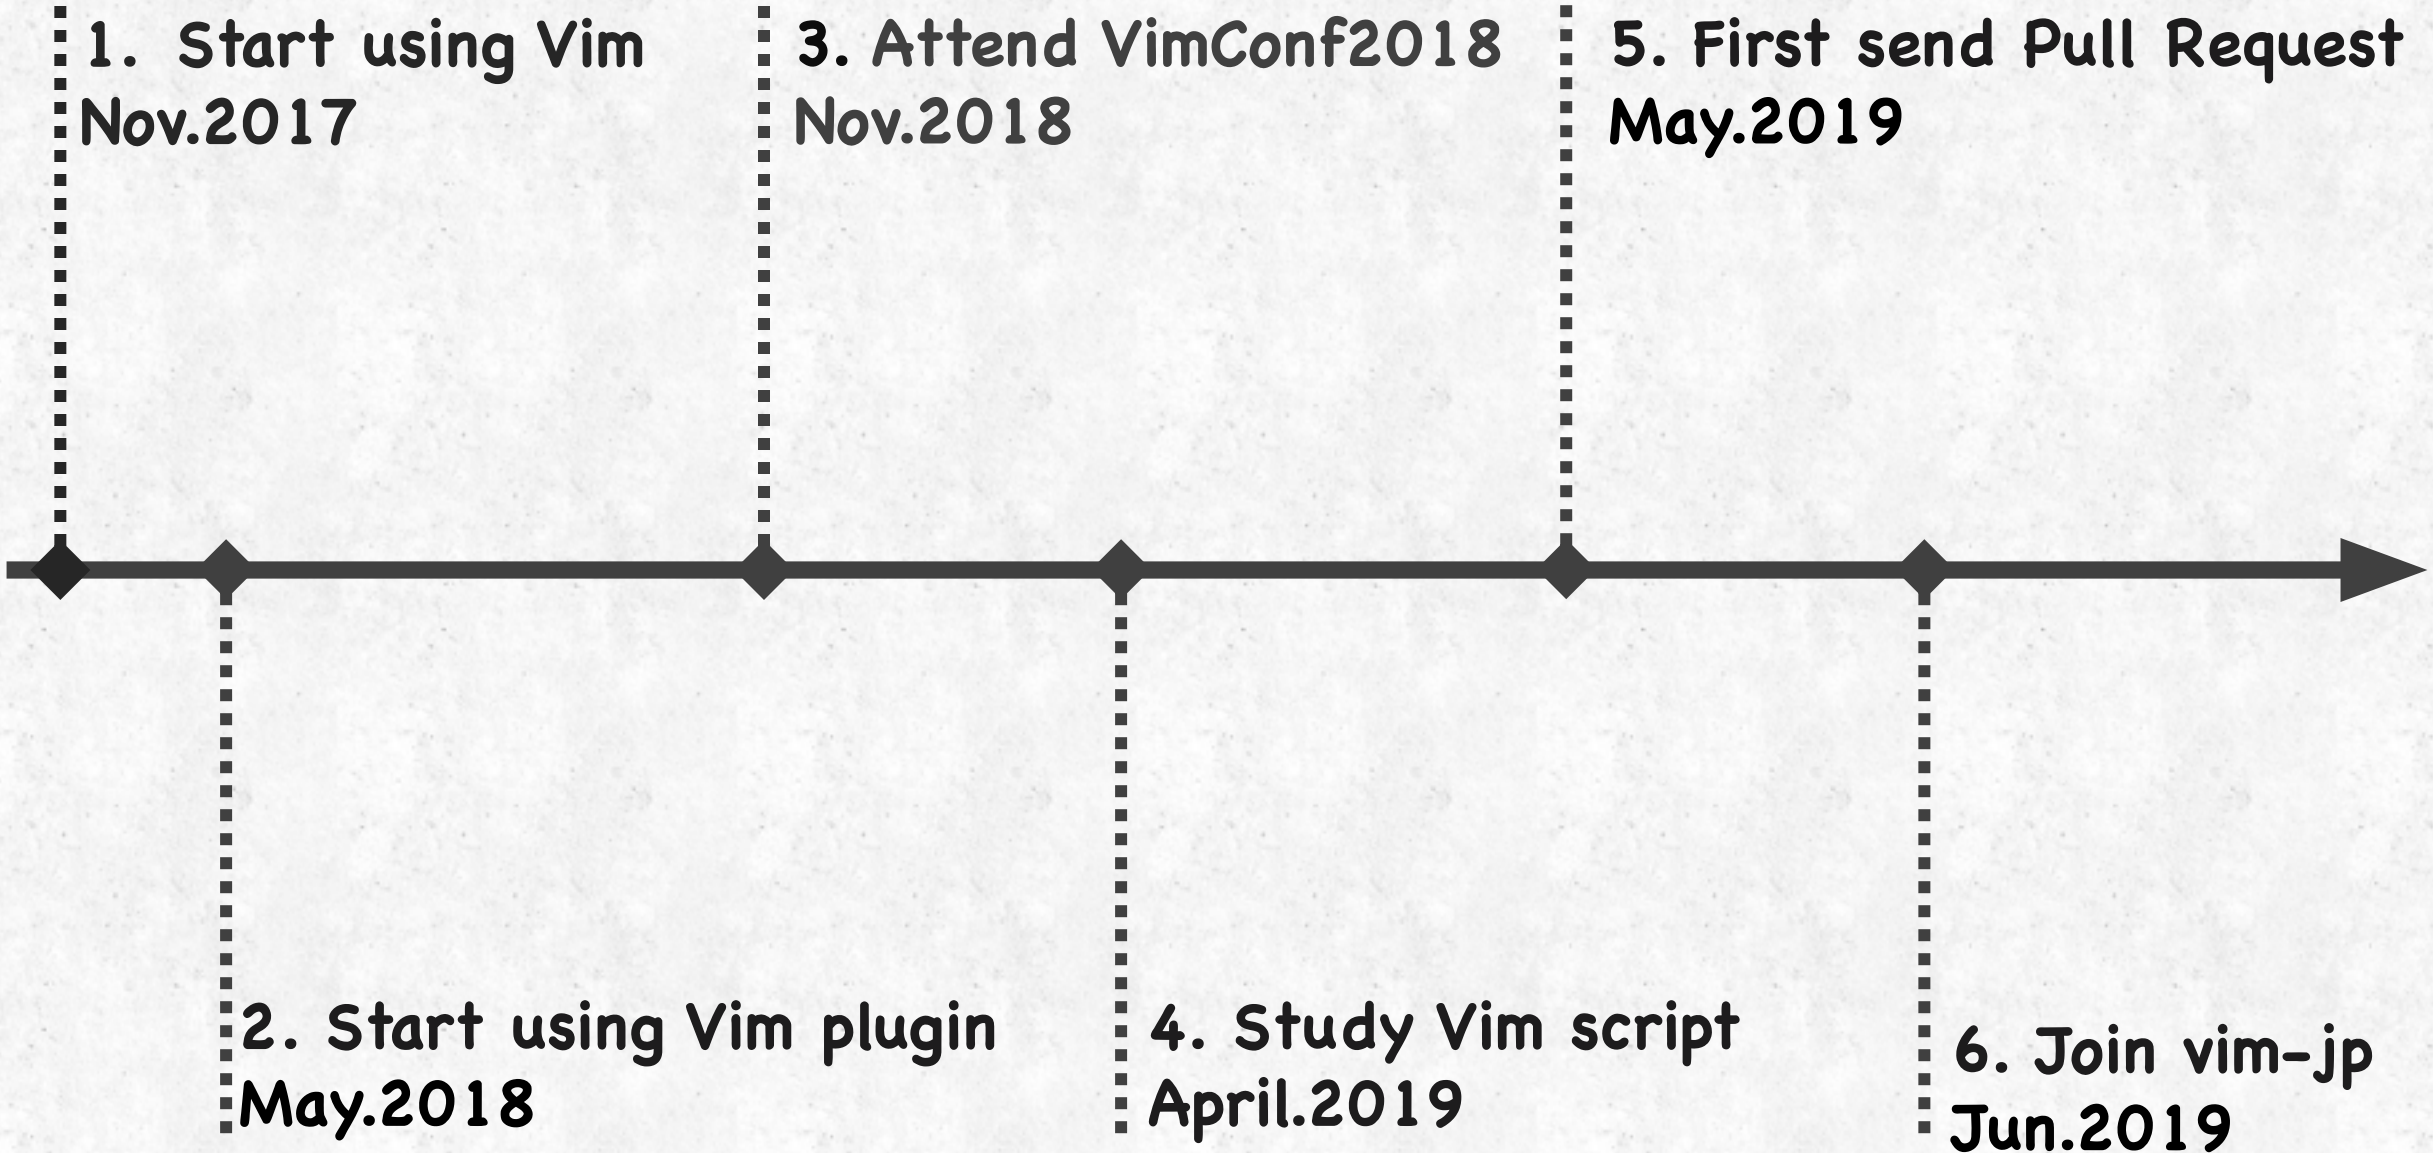 1. Start using Vim
Nov.2017
3. Attend VimConf2018
Nov.2018
5. First send Pull Request
May.2019
2. Start using Vim plugin
May.2018
4. Study Vim script
April.2019
6. Join vim-jp
Jun.2019